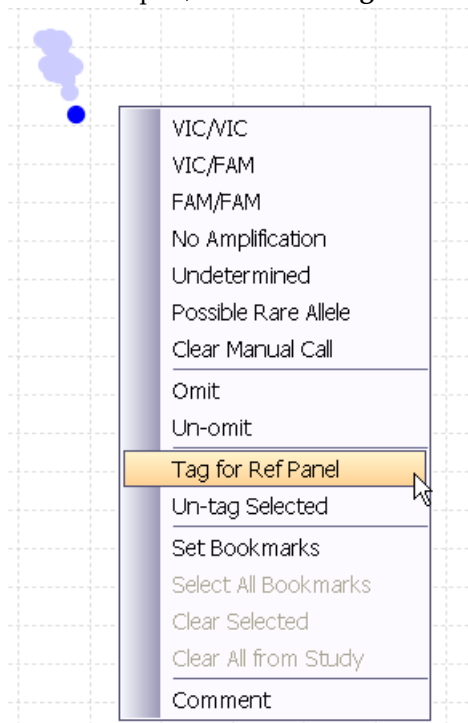 VIC/VIC
VIC/FAM
FAM/FAM
No Amplification
Undetermined
Possible Rare Allele
Clear Manual Call
Omit
Un-omit
Tag for Ref Panel
Un-tag Selected
Set Bookmarks
Select All Bookmarks
Clear Selected
Clear All from Study
Comment